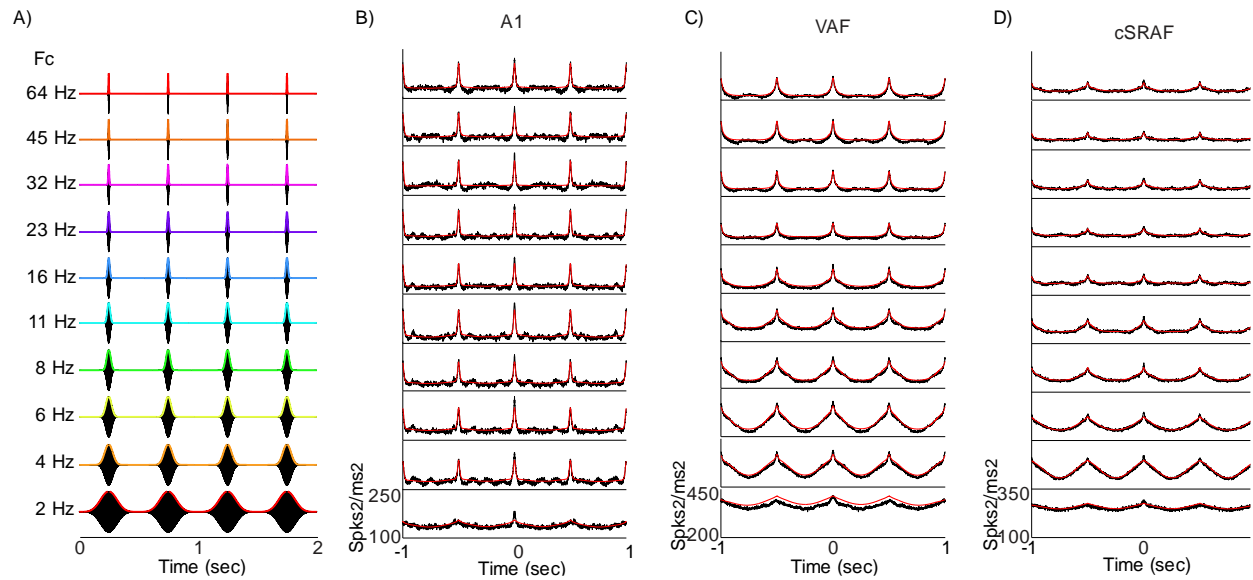 A)
Fc
64 Hz
45 Hz
32 Hz
23 Hz
16 Hz
11 Hz
8 Hz
6 Hz
4 Hz
2 Hz
0 1 2
Time (sec)
B)
A1
Spks2/ms2
250
100
-1 0 1
Time (sec)
C)
VAF
Spks2/ms2
450
200
-1 0 1
Time (sec)
D)
cSRAF
Spks2/ms2
350
100
-1 0
Time (sec)